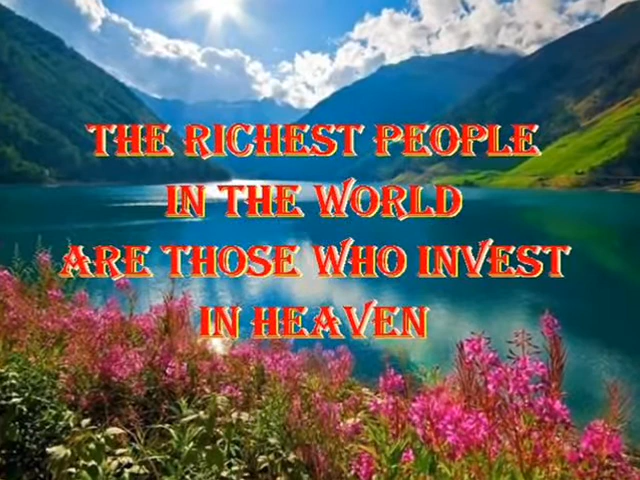 THE RICHEST PEOPLE
IN THE WORLD
ARE THOSE WHO INVEST
IN HEAVEN